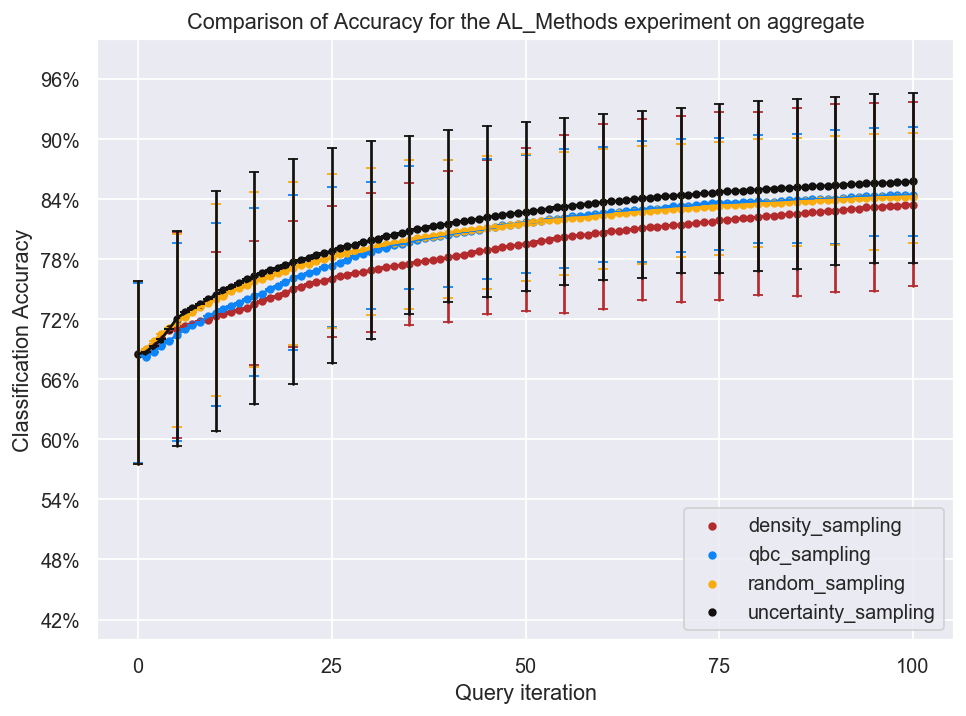 Comparison of Accuracy for the AL_Methods experiment on aggregate
Classification Accuracy
96%
90%
84%
78%
72%
66%
60%
54%
48%
42%
density_sampling
qbc_sampling
random_sampling
uncertainty_sampling
0 25 50 75 100
Query iteration